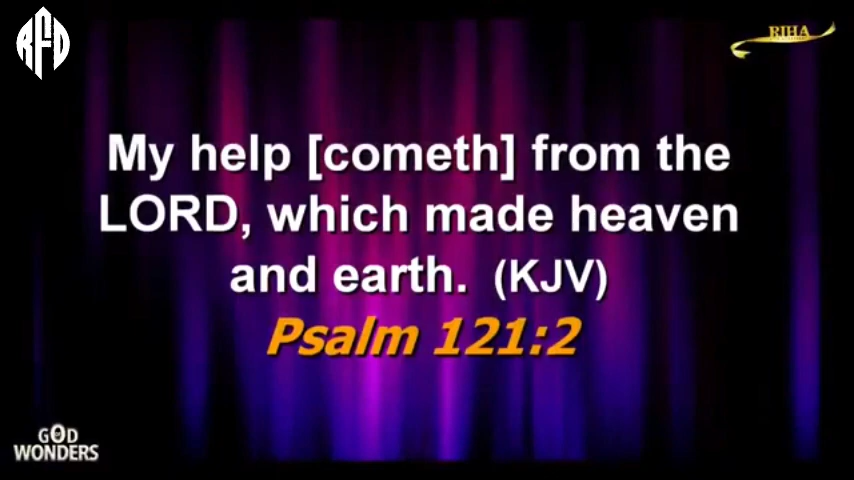 RFD
RIHA
My help [cometh] from the
LORD, which made heaven
and earth. (KJV)
Psalm 121:2
GOD
WONDERS